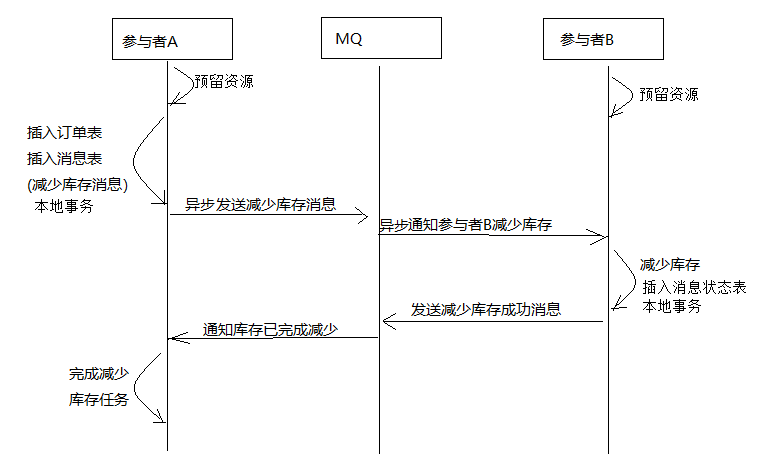 参与者A
MQ
参与者B
预留资源
预留资源
插入订单表
插入消息表
(减少库存消息)
本地事务
异步发送减少库存消息
异步通知参与者B减少库存
减少库存
插入消息状态表
本地事务
发送减少库存成功消息
通知库存已完成减少
完成减少
库存任务